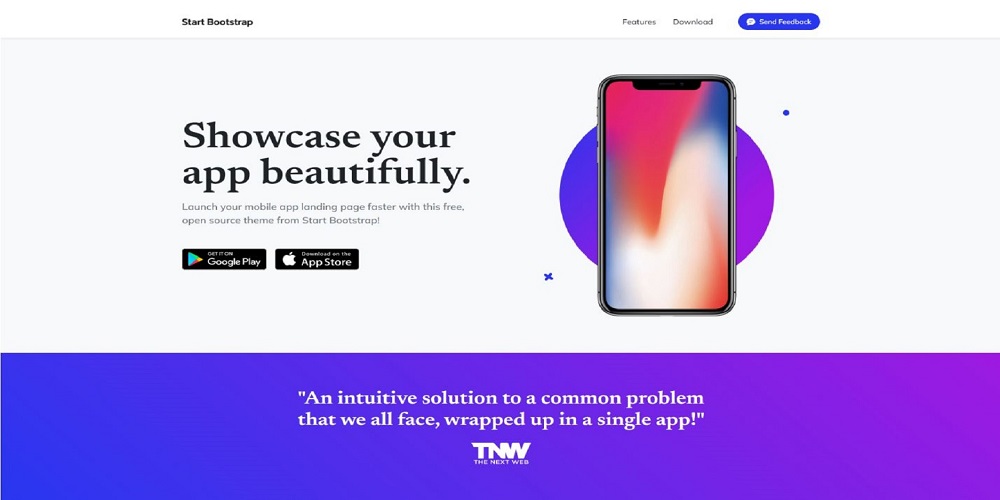 Start Bootstrap
Features
Download
Send Feedback
Showcase your
app beautifully.
Launch your mobile app landing page faster with this free,
open source theme from Start Bootstrap!
GET IT ON
Google Play
Download on the
App Store
"An intuitive solution to a common problem
that we all face, wrapped up in a single app!"
TNW
THE NEXT WEB